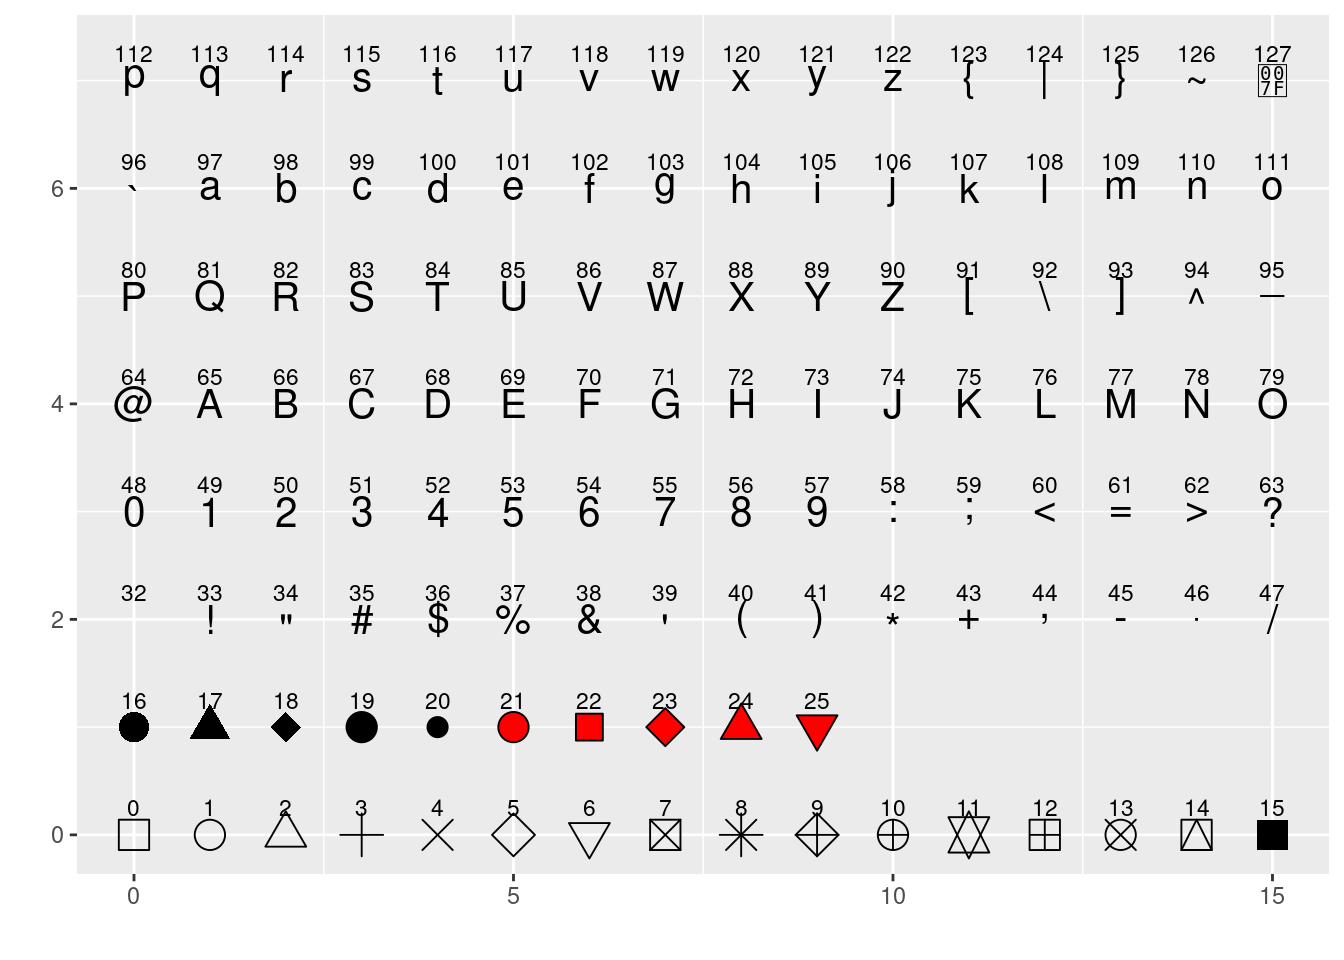 112 113 114 115 116 117 118 119 120 121 122 123 124 125 126 127
p q r s t u v w x y z { | } ~ 007F
96 97 98 99 100 101 102 103 104 105 106 107 108 109 110 111
6 ` a b c d e f g h i j k l m n o
80 81 82 83 84 85 86 87 88 89 90 91 92 93 94 95
P Q R S T U V W X Y Z [ \ ] ^ _
64 65 66 67 68 69 70 71 72 73 74 75 76 77 78 79
4 @ A B C D E F G H I J K L M N O
48 49 50 51 52 53 54 55 56 57 58 59 60 61 62 63
0 1 2 3 4 5 6 7 8 9 : ; < = > ?
32 33 34 35 36 37 38 39 40 41 42 43 44 45 46 47
2 ! " # $ % & ' ( ) * + , - . /
16 17 18 19 20 21 22 23 24 25
0 1 2 3 4 5 6 7 8 9 10 11 12 13 14 15
0
0 5 10 15